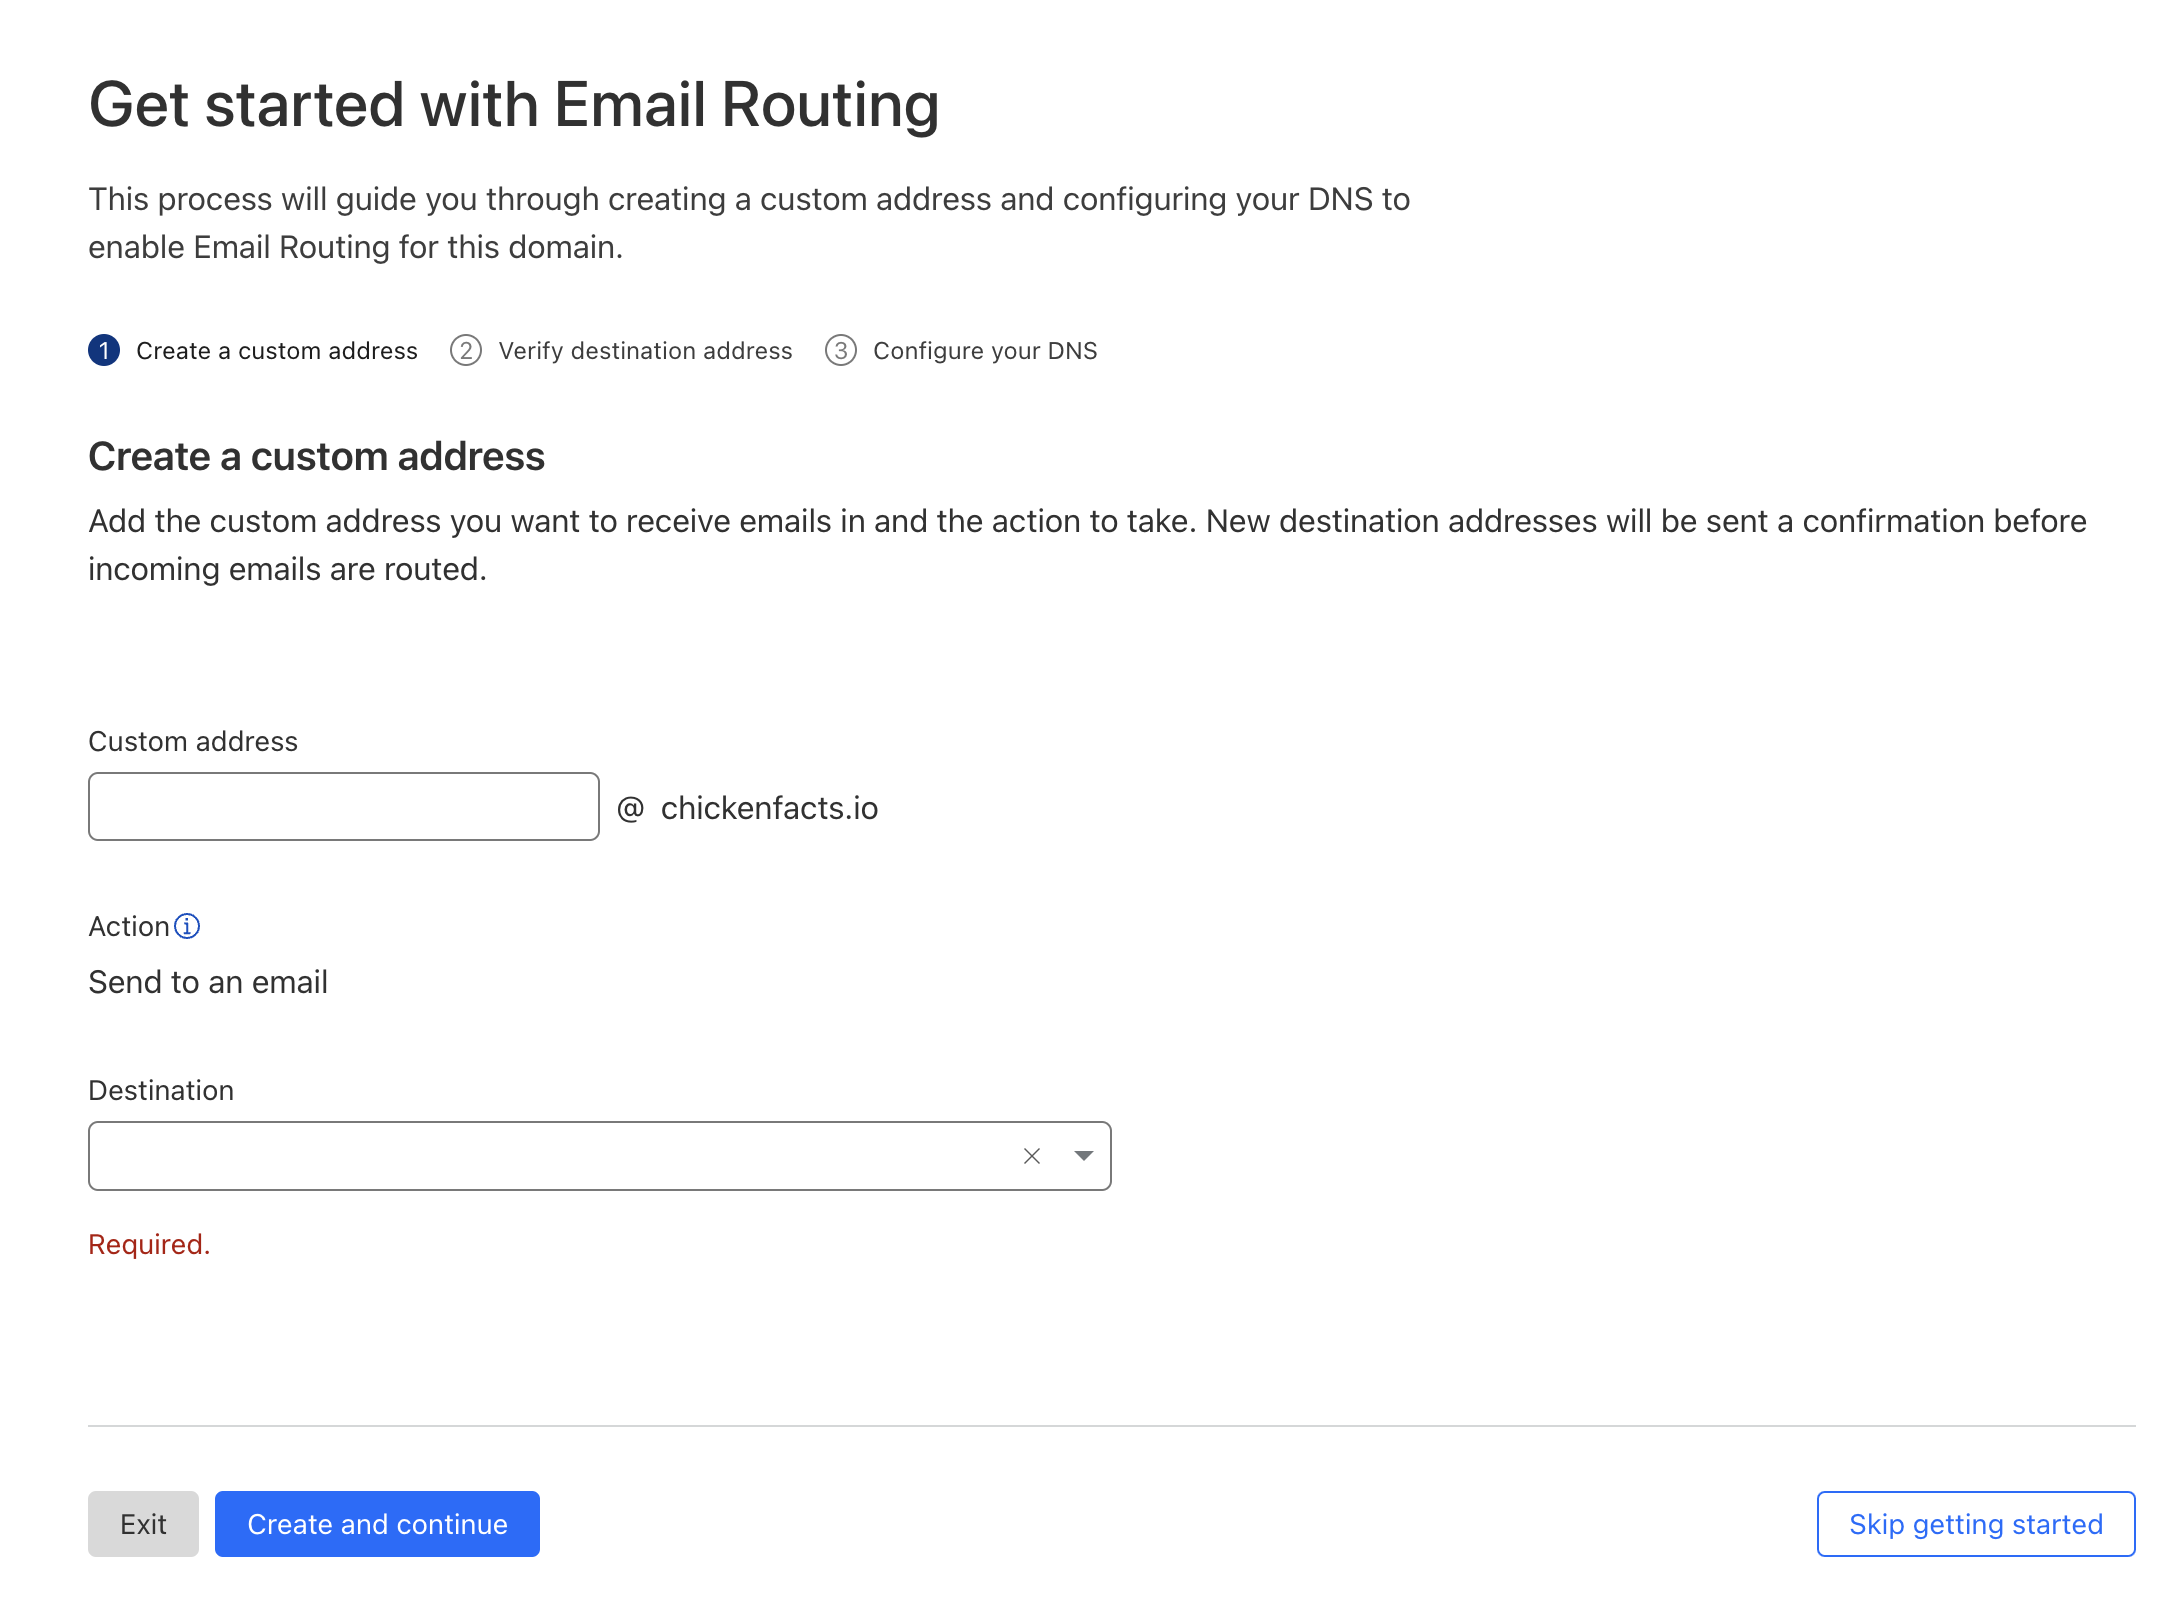 Get started with Email Routing
This process will guide you through creating a custom address and configuring your DNS to
enable Email Routing for this domain.
1 Create a custom address 2 Verify destination address 3 Configure your DNS
Create a custom address
Add the custom address you want to receive emails in and the action to take. New destination addresses will be sent a confirmation before
incoming emails are routed.
Custom address
@ chickenfacts.io
Action
Send to an email
Destination
Required.
Exit Create and continue Skip getting started